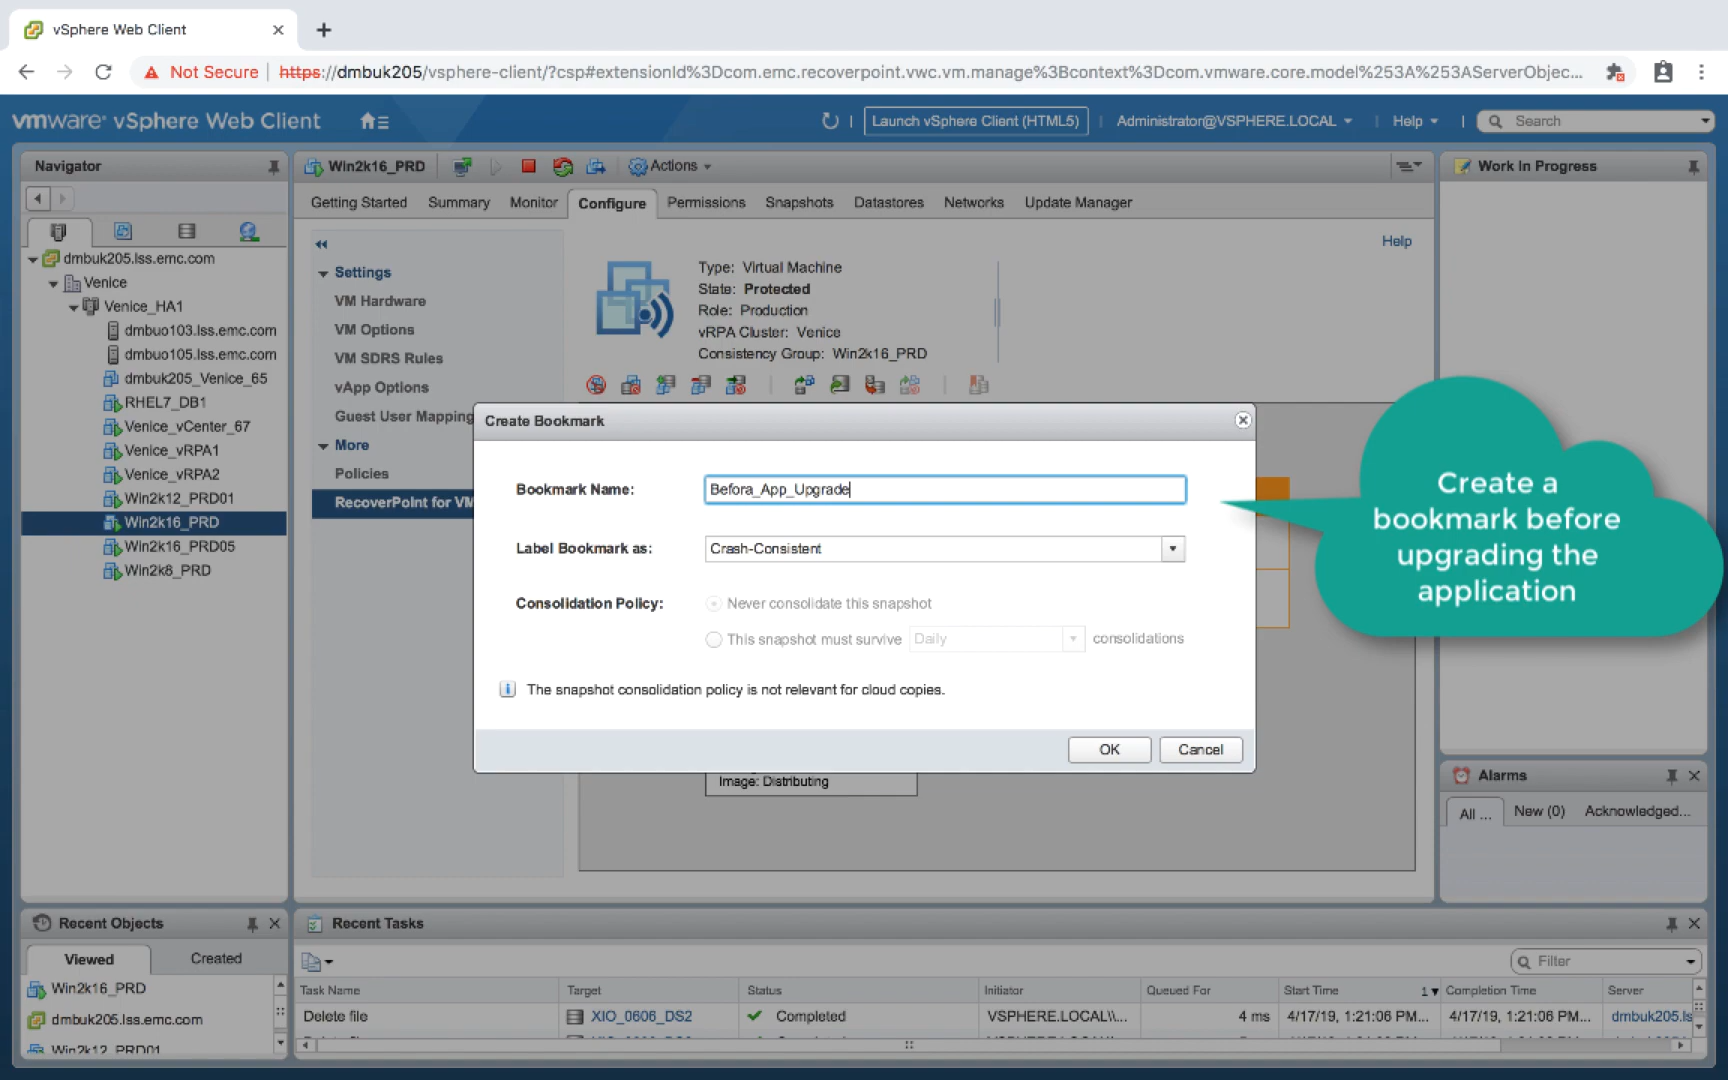 vSphere Web Client
Not Secure
https://dmbuk205/vsphere-client/?csp#extensionId%3Dcom.emc.recoverpoint.vwc.vm.manage%3Bcontext%3Dcom.vmware.core.model%253A%253AServerObjec...
vmware® vSphere Web Client
Launch vSphere Client (HTML5)
Administrator@VSPHERE.LOCAL
Help
Search
Navigator
dmbuk205.lss.emc.com
Venice
Venice_HA1
dmbuo103.lss.emc.com
dmbuo105.lss.emc.com
dmbuk205_Venice_65
RHEL7_DB1
Venice_vCenter_67
Venice_vRPA1
Venice_vRPA2
Win2k12_PRD01
Win2k16_PRD
Win2k16_PRD05
Win2k8_PRD
Win2k16_PRD
Actions
Getting Started
Summary
Monitor
Configure
Permissions
Snapshots
Datastores
Networks
Update Manager
Settings
VM Hardware
VM Options
VM SDRS Rules
vApp Options
Guest User Mapping
More
Policies
RecoverPoint for VM
Help
Type: Virtual Machine
State: Protected
Role: Production
vRPA Cluster: Venice
Consistency Group: Win2k16_PRD
Create Bookmark
Bookmark Name:
Befora_App_Upgrade
Label Bookmark as:
Crash-Consistent
Consolidation Policy:
Never consolidate this snapshot
This snapshot must survive Daily consolidations
The snapshot consolidation policy is not relevant for cloud copies.
OK
Cancel
Image: Distributing
Create a
bookmark before
upgrading the
application
Work In Progress
Alarms
All ...
New (0)
Acknowledged...
Recent Objects
Viewed
Created
Win2k16_PRD
dmbuk205.lss.emc.com
Win2k12_PRD01
Recent Tasks
Filter
Task Name
Target
Status
Initiator
Queued For
Start Time
1
Completion Time
Server
Delete file
XIO_0606_DS2
Completed
VSPHERE.LOCAL\\...
4 ms
4/17/19, 1:21:06 PM...
4/17/19, 1:21:06 PM...
dmbuk205.ls